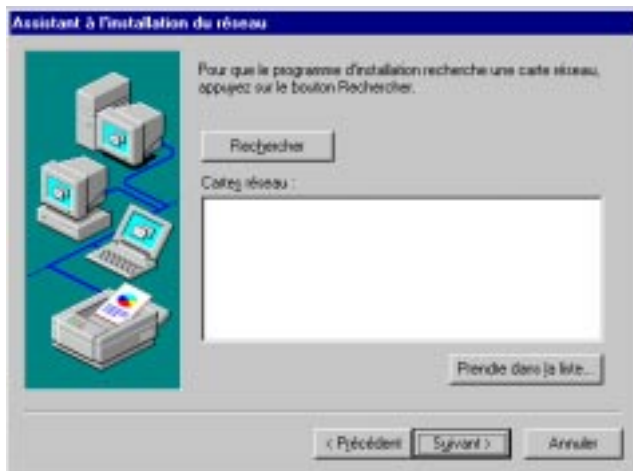 Assistant à l'installation du réseau
Pour que le programme d'installation recherche une carte réseau,
appuyez sur le bouton Rechercher.
Rechercher
Cartes réseau :
Prendre dans la liste...
< Précédent
Suivant >
Annuler